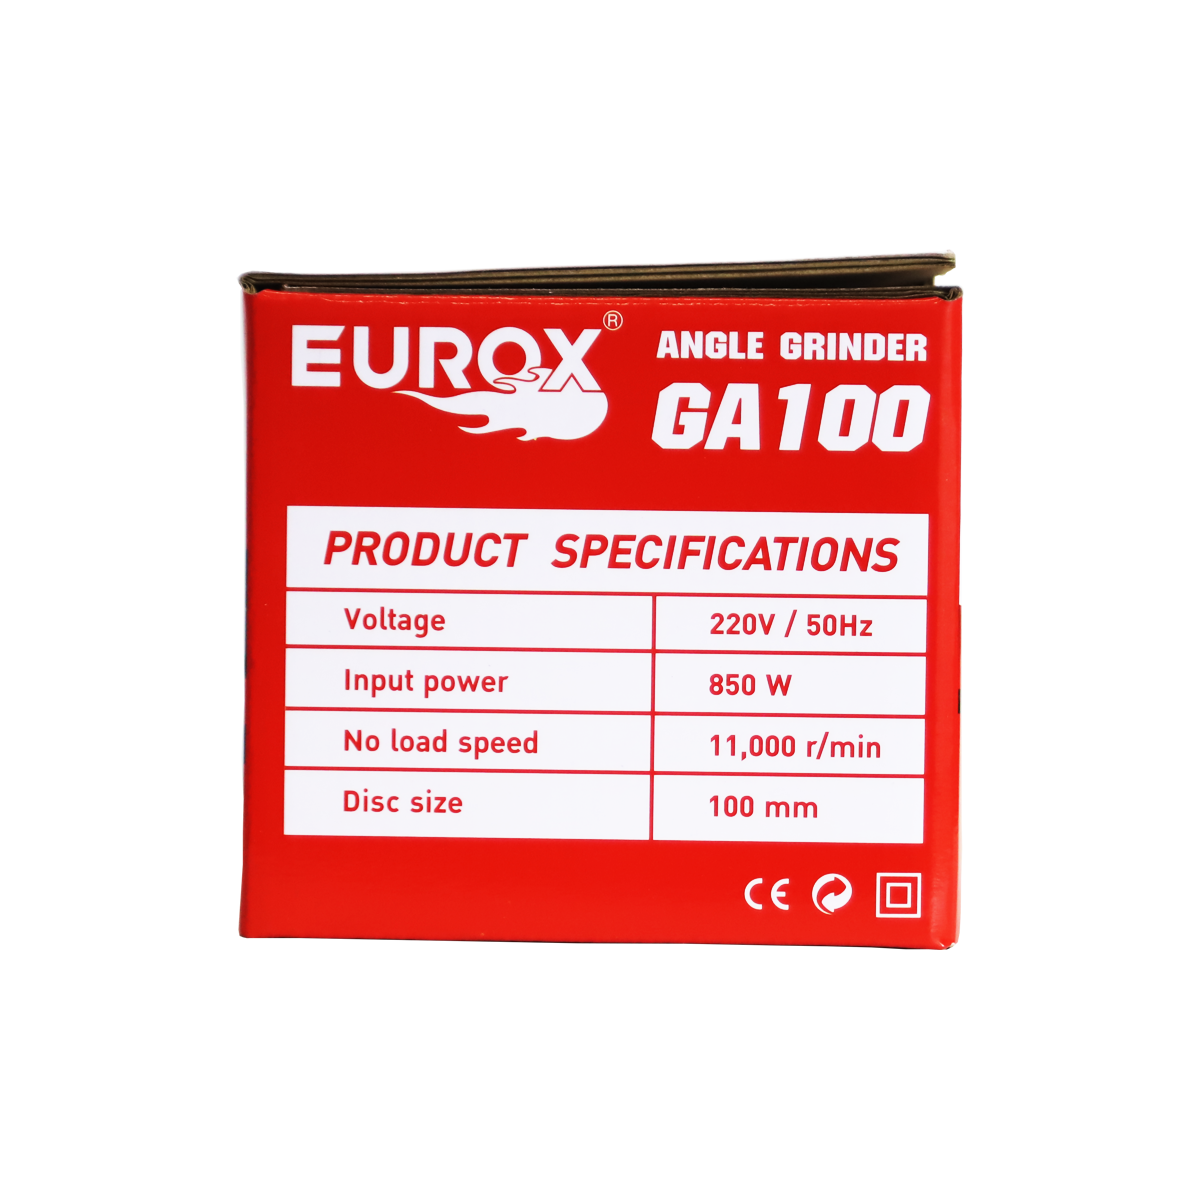 EUROX®
ANGLE GRINDER
GA100
PRODUCT SPECIFICATIONS
Voltage 220V / 50Hz
Input power 850 W
No load speed 11,000 r/min
Disc size 100 mm
CE